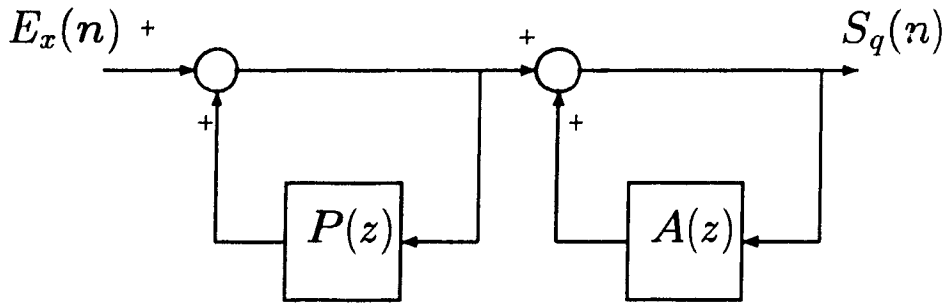 E_x(n) + + S_q(n)
+ +
P(z) A(z)